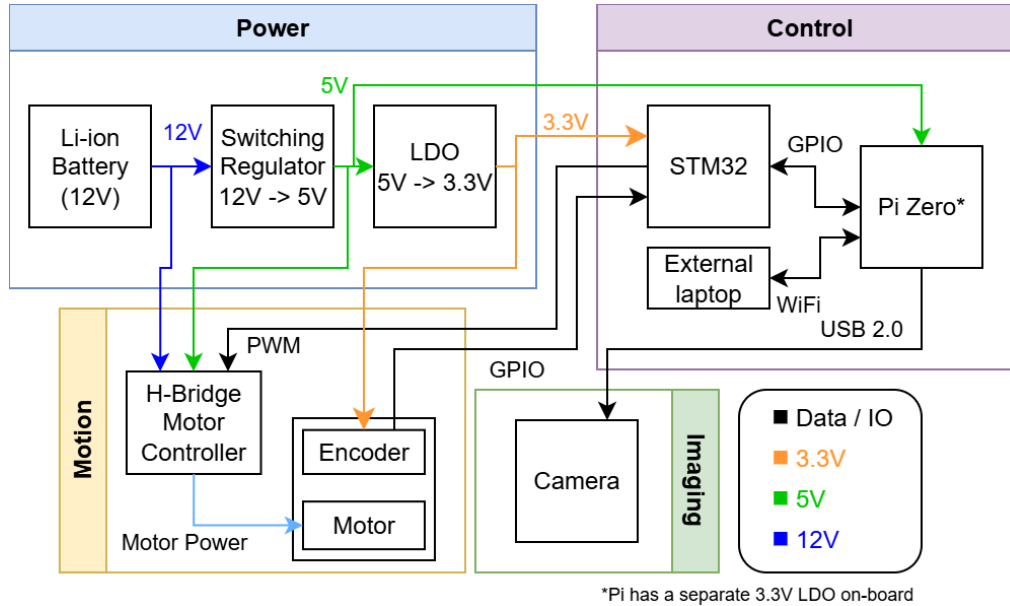 Power
Control
5V
12V
3.3V
Li-ion
Battery
(12V)
Switching
Regulator
12V -> 5V
LDO
5V -> 3.3V
STM32
GPIO
Pi Zero*
External
laptop
WiFi
USB 2.0
Motion
PWM
H-Bridge
Motor
Controller
Encoder
Motor
Motor Power
GPIO
Camera
Imaging
Data / IO
3.3V
5V
12V
*Pi has a separate 3.3V LDO on-board